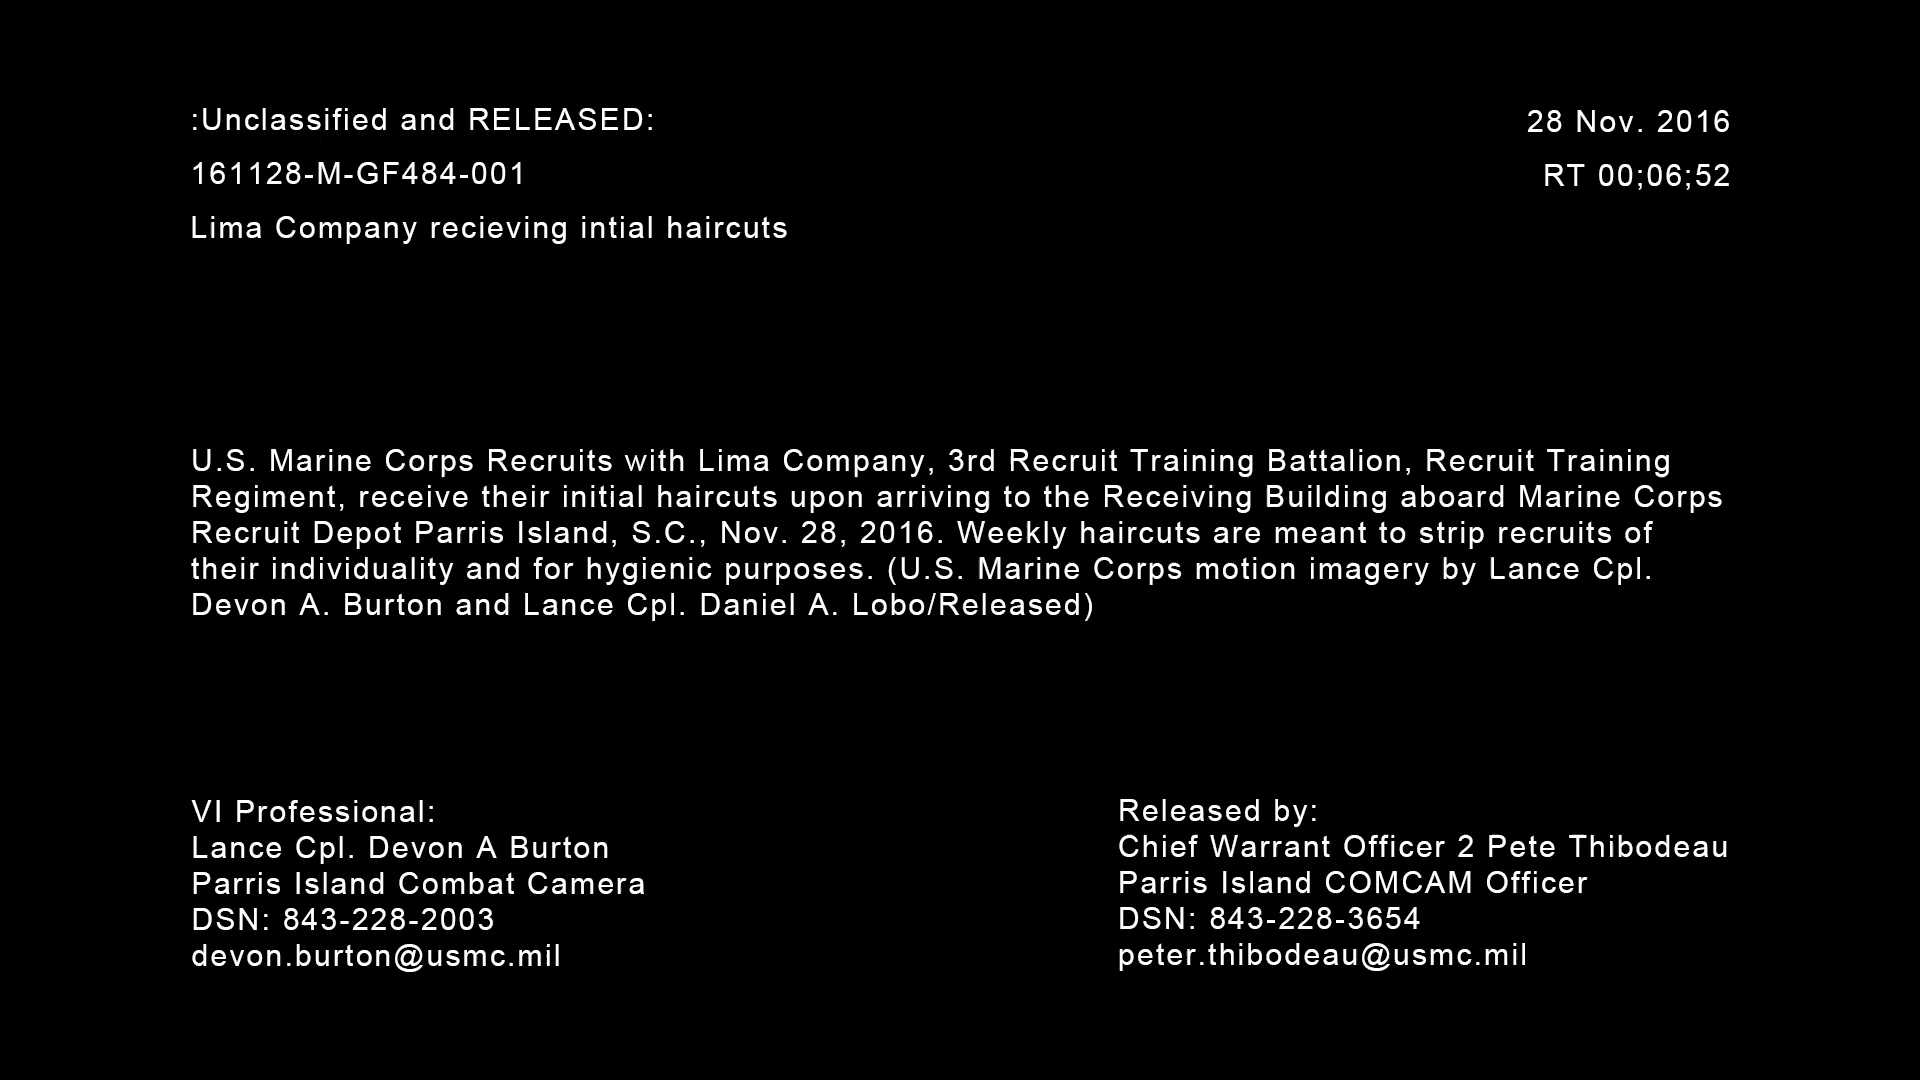 :Unclassified and RELEASED:
28 Nov. 2016
161128-M-GF484-001
RT 00;06;52
Lima Company recieving intial haircuts
U.S. Marine Corps Recruits with Lima Company, 3rd Recruit Training Battalion, Recruit Training
Regiment, receive their initial haircuts upon arriving to the Receiving Building aboard Marine Corps
Recruit Depot Parris Island, S.C., Nov. 28, 2016. Weekly haircuts are meant to strip recruits of
their individuality and for hygienic purposes. (U.S. Marine Corps motion imagery by Lance Cpl.
Devon A. Burton and Lance Cpl. Daniel A. Lobo/Released)
VI Professional:
Lance Cpl. Devon A Burton
Parris Island Combat Camera
DSN: 843-228-2003
devon.burton@usmc.mil
Released by:
Chief Warrant Officer 2 Pete Thibodeau
Parris Island COMCAM Officer
DSN: 843-228-3654
peter.thibodeau@usmc.mil